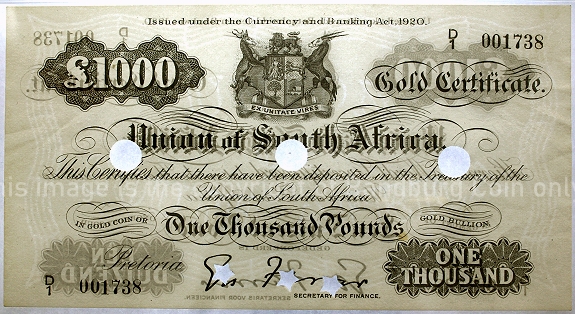 Issued under the Currency and Banking Act, 1920.
D/1 001738
£1000
EX UNITATE VIRES
Gold Certificate.
Union of South Africa.
This Certifies that there have been deposited in the Treasury of the
Union of South Africa
IN GOLD COIN OR
One Thousand Pounds
GOLD BULLION.
Pretoria
D/1 001738
SECRETARY FOR FINANCE.
SEKRETARIS VOOR FINANCIEN.
ONE
THOUSAND